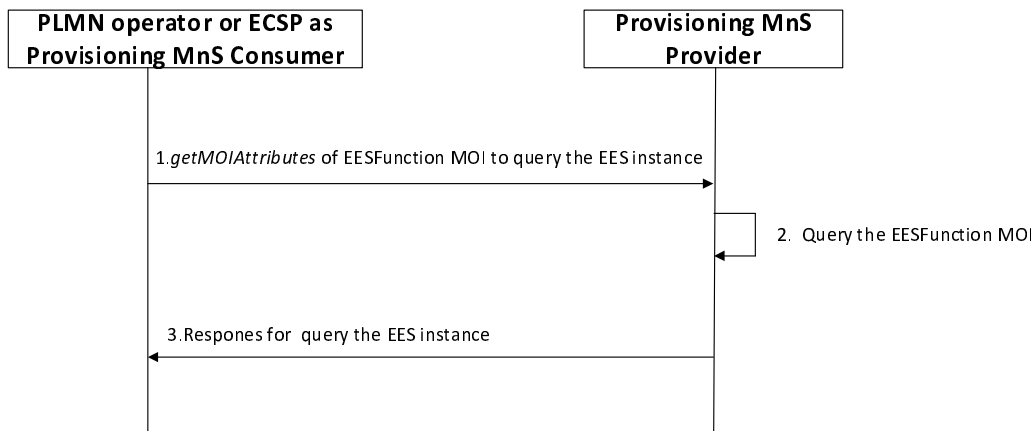 PLMN operator or ECSP as
Provisioning MnS Consumer
Provisioning MnS
Provider
1.getMOIAttributes of EESFunction MOI to query the EES instance
2. Query the EESFunction MOI
3.Respones for query the EES instance